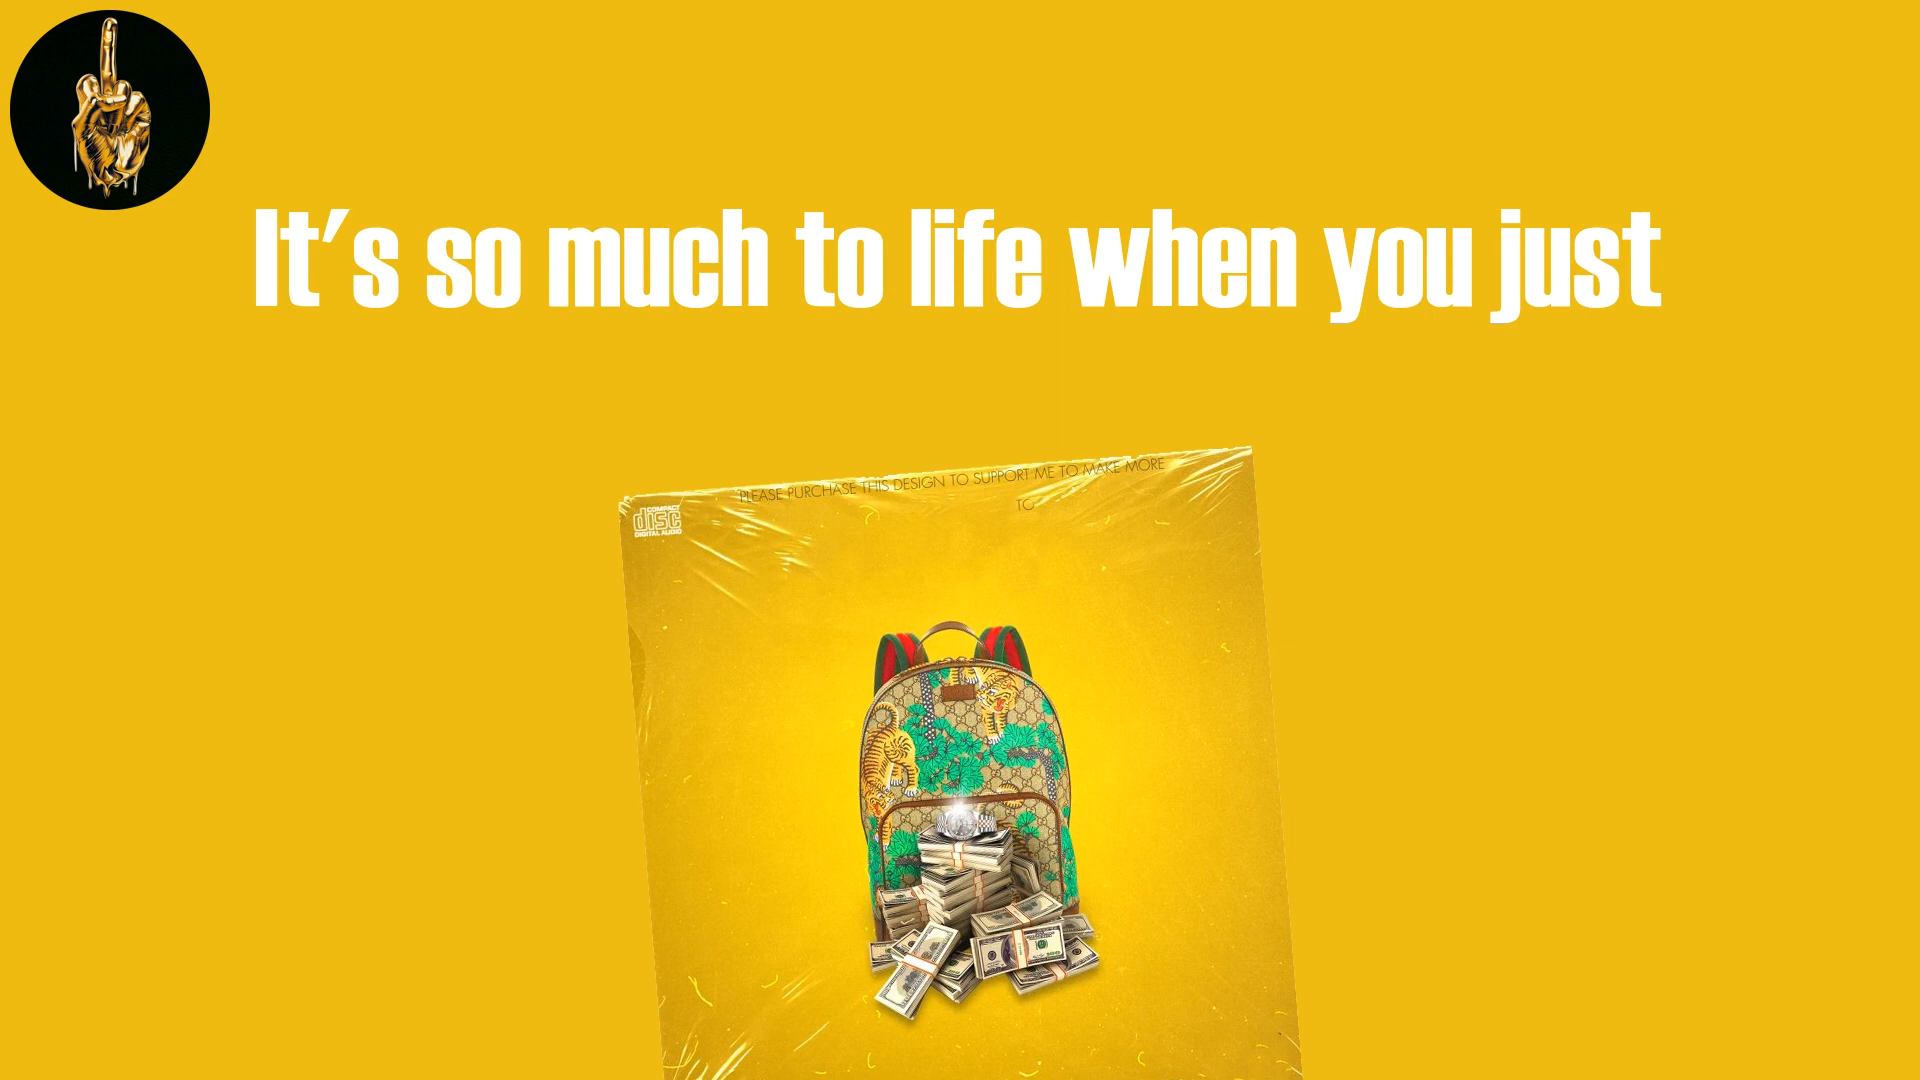 It's so much to life when you just
PLEASE PURCHASE THIS DESIGN TO SUPPORT ME TO MAKE MORE
TO
COMPACT
disc
DIGITAL AUDIO